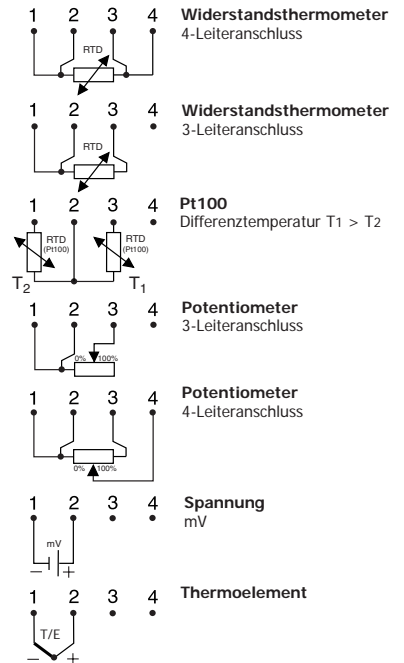 1 2 3 4 Widerstandsthermometer
4-Leiteranschluss
RTD
1 2 3 4 Widerstandsthermometer
3-Leiteranschluss
RTD
1 2 3 4 Pt100
Differenztemperatur T1 > T2
RTD (Pt100) RTD (Pt100)
T2 T1
1 2 3 4 Potentiometer
3-Leiteranschluss
0% 100%
1 2 3 4 Potentiometer
4-Leiteranschluss
0% 100%
1 2 3 4 Spannung
mV
mV
– +
1 2 3 4 Thermoelement
T/E
– +